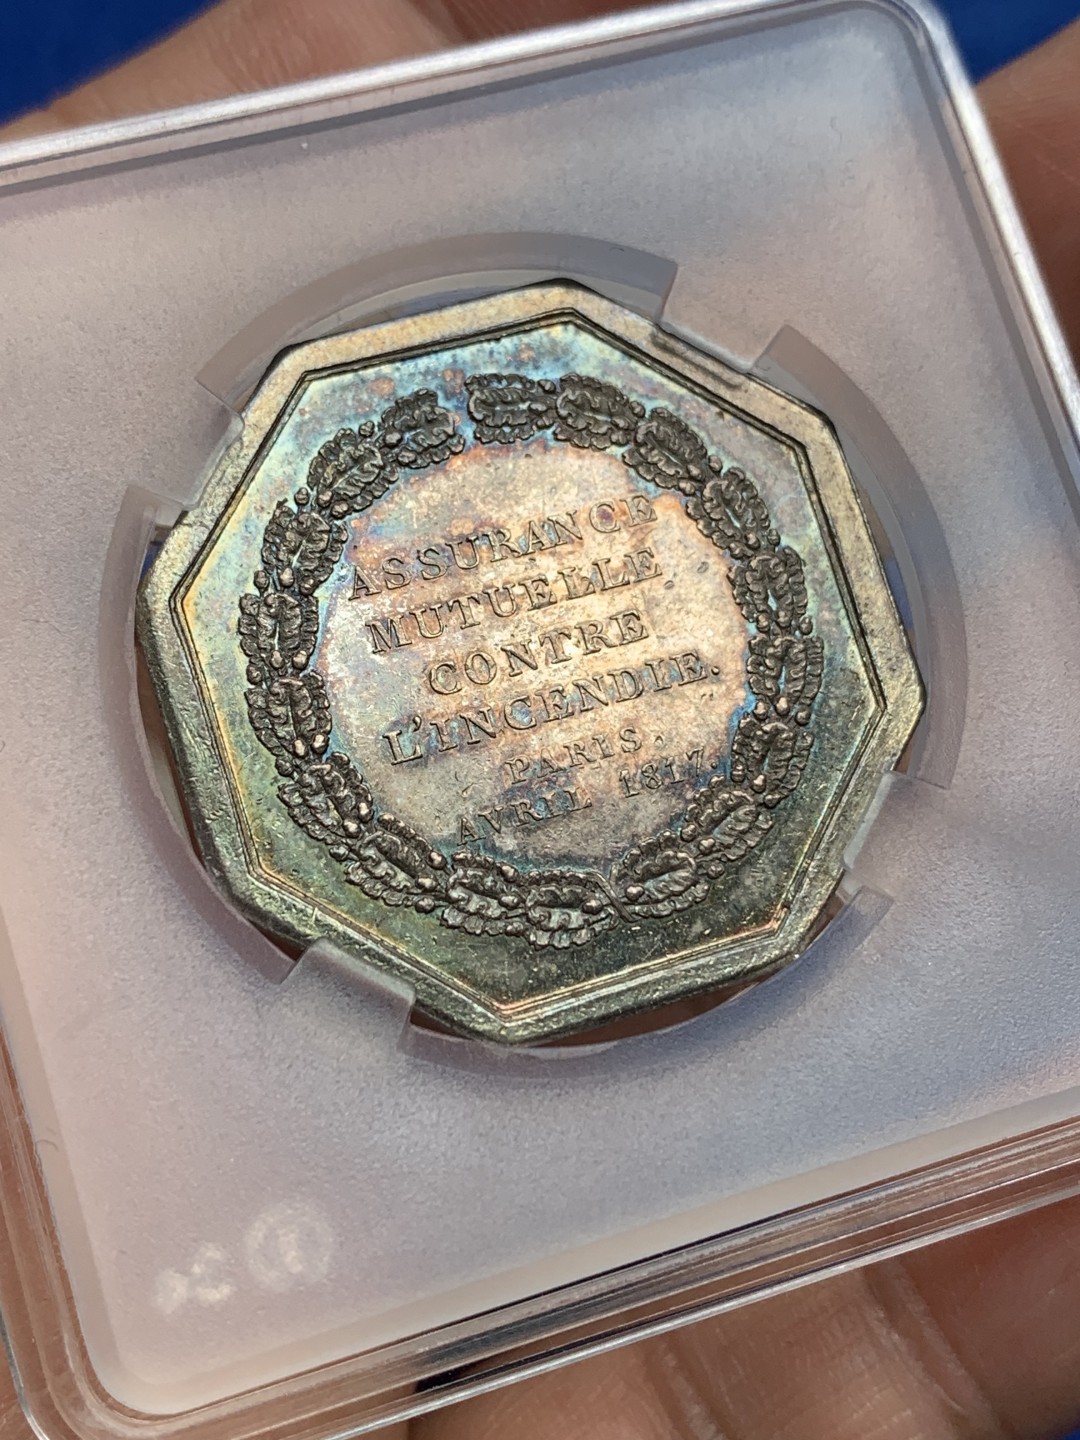 ASSURANCE
MUTUELLE
CONTRE
L'INCENDIE.
PARIS.
AVRIL 1817.